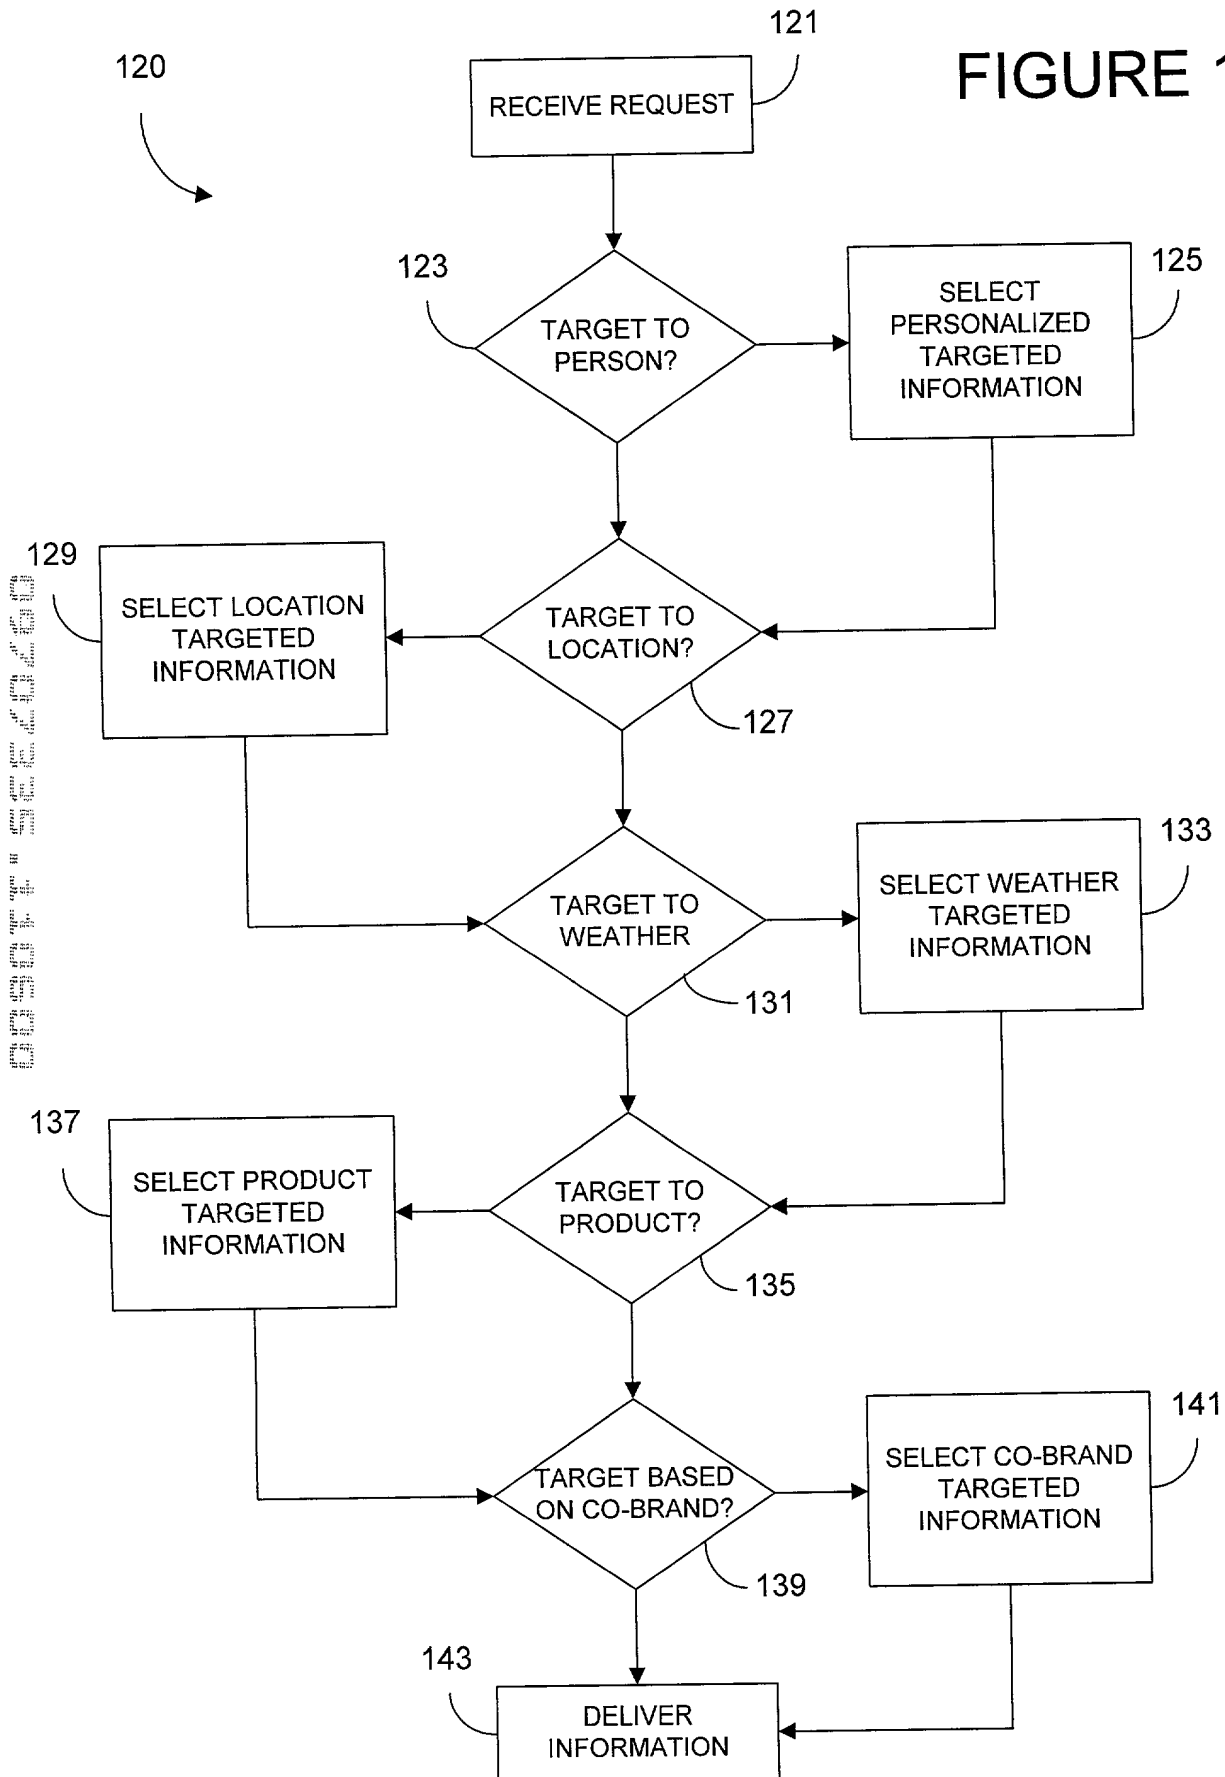 121
FIGURE 1
120
RECEIVE REQUEST
123
125
TARGET TO
PERSON?
SELECT
PERSONALIZED
TARGETED
INFORMATION
129
SELECT LOCATION
TARGETED
INFORMATION
TARGET TO
LOCATION?
127
133
TARGET TO
WEATHER
SELECT WEATHER
TARGETED
INFORMATION
131
137
SELECT PRODUCT
TARGETED
INFORMATION
TARGET TO
PRODUCT?
135
141
TARGET BASED
ON CO-BRAND?
SELECT CO-BRAND
TARGETED
INFORMATION
139
143
DELIVER
INFORMATION